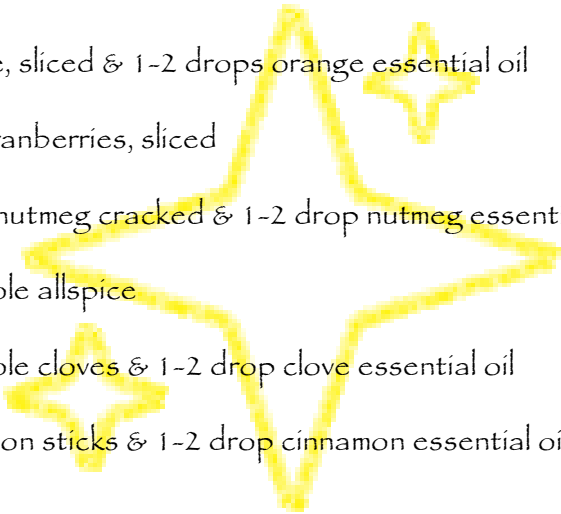 e, sliced & 1-2 drops orange essential oil
ranberries, sliced
nutmeg cracked & 1-2 drop nutmeg essent
ole allspice
ole cloves & 1-2 drop clove essential oil
on sticks & 1-2 drop cinnamon essential oi